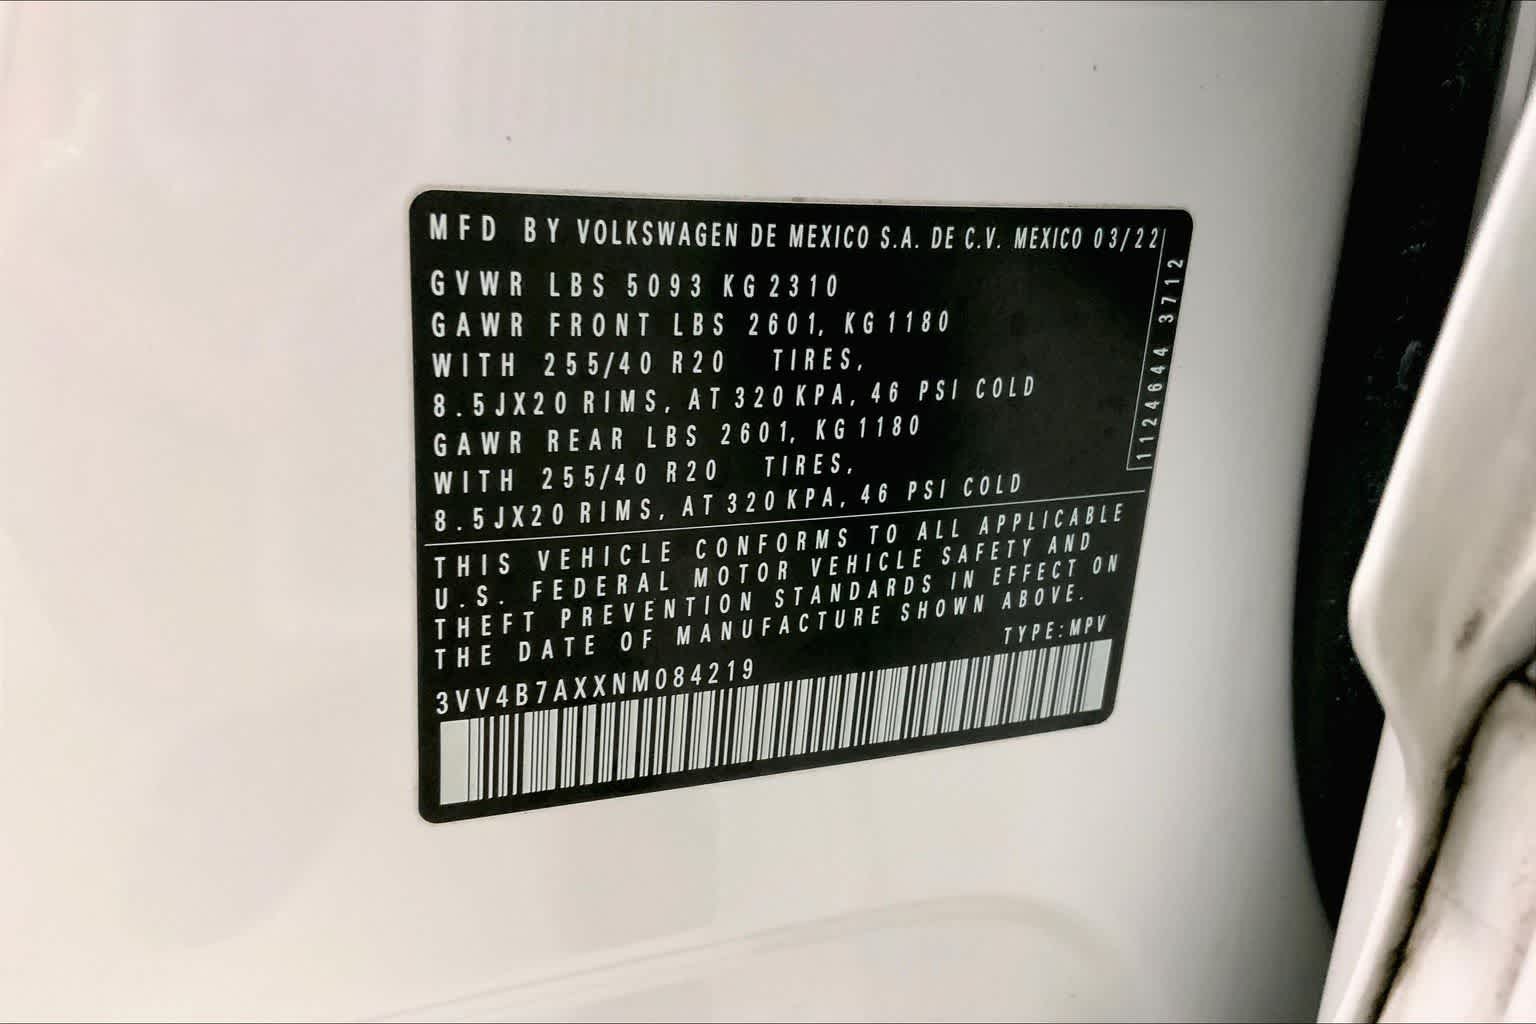 MFD BY VOLKSWAGEN DE MEXICO S.A. DE C.V. MEXICO 03/22
GVWR LBS 5093 KG 2310
GAWR FRONT LBS 2601, KG 1180
WITH 255/40 R20 TIRES,
8.5JX20 RIMS, AT 320 KPA, 46 PSI COLD
GAWR REAR LBS 2601, KG 1180
WITH 255/40 R20 TIRES,
8.5JX20 RIMS, AT 320 KPA, 46 PSI COLD
1124644 3712
THIS VEHICLE CONFORMS TO ALL APPLICABLE
U.S. FEDERAL MOTOR VEHICLE SAFETY AND
THEFT PREVENTION STANDARDS IN EFFECT ON
THE DATE OF MANUFACTURE SHOWN ABOVE.
TYPE:MPV
3VV4B7AXXNM084219